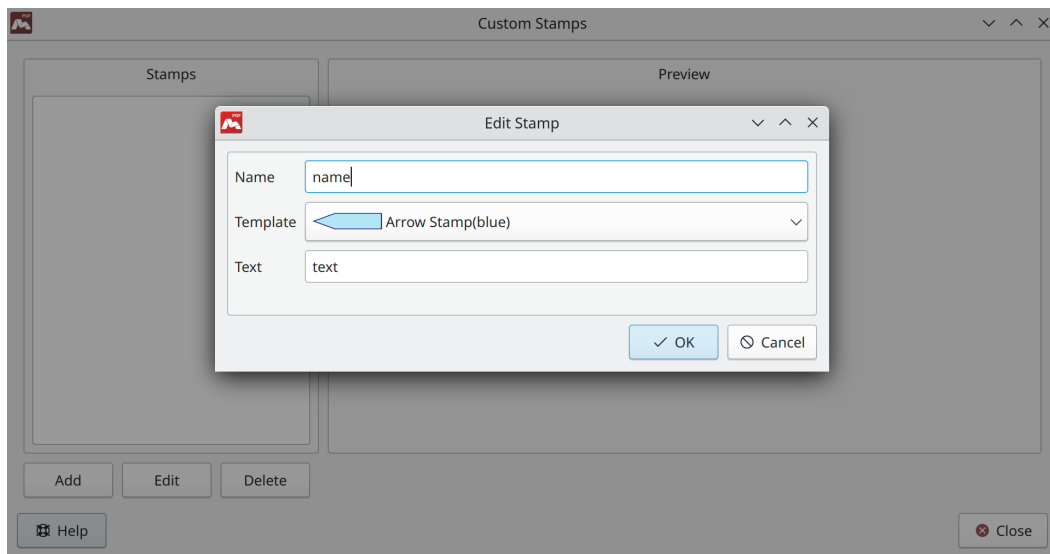 Custom Stamps
Stamps
Preview
PDF
Edit Stamp
Name
name
Template
Arrow Stamp(blue)
Text
text
OK
Cancel
Add
Edit
Delete
Help
Close